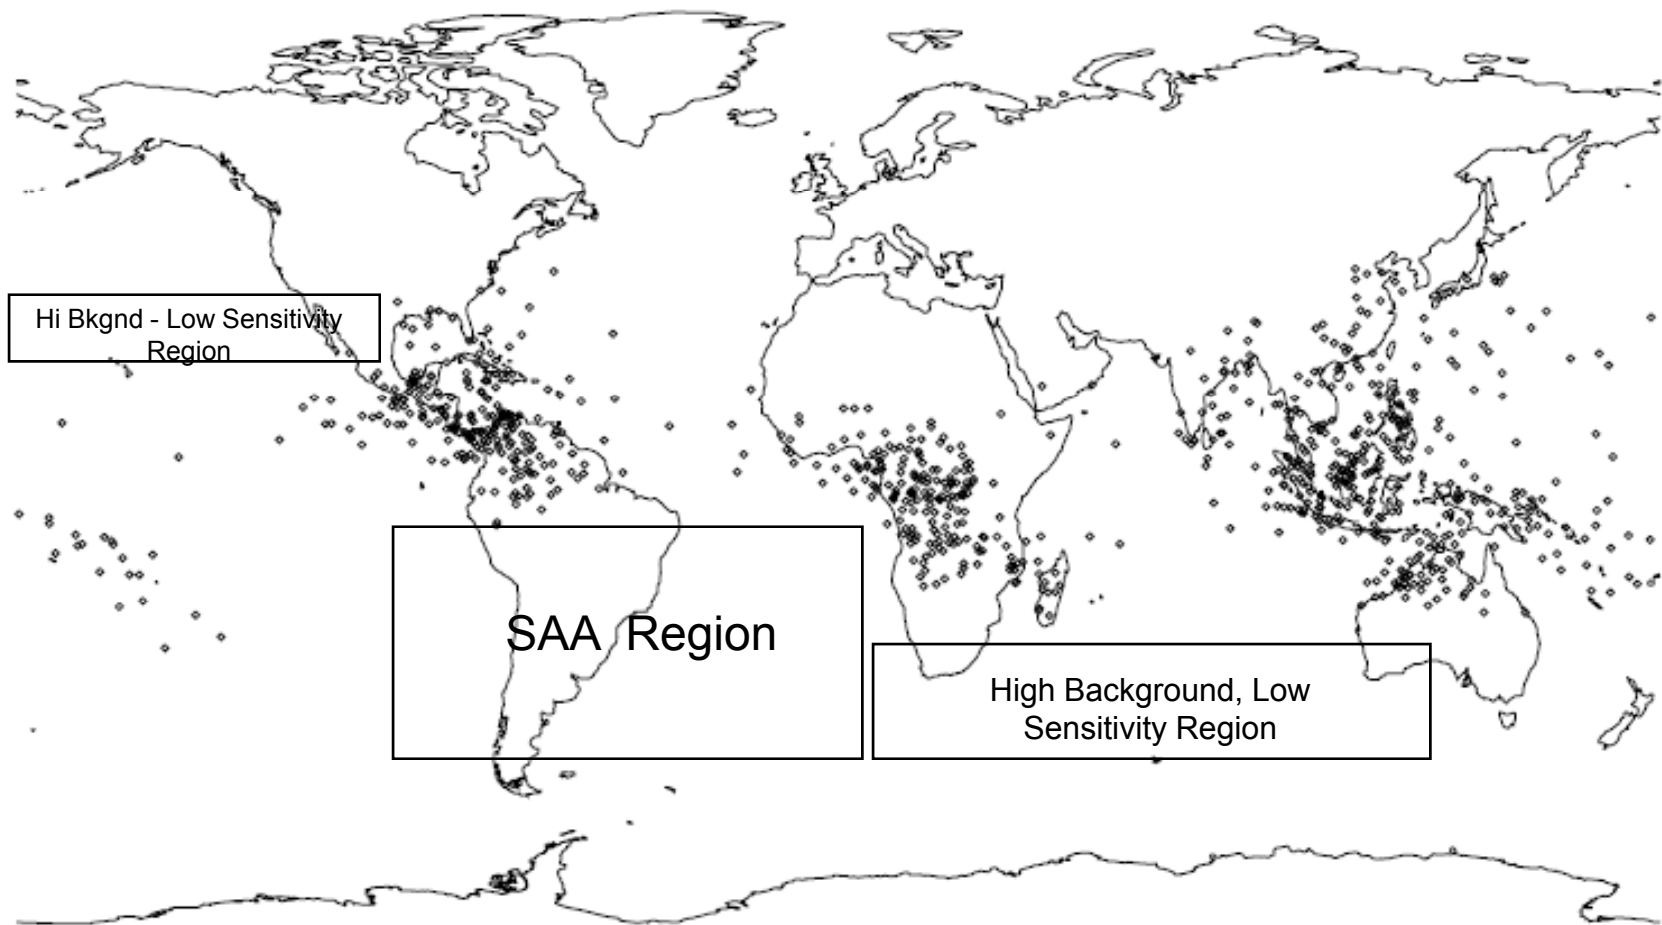 Hi Bkgnd - Low Sensitivity
Region
SAA Region
High Background, Low
Sensitivity Region